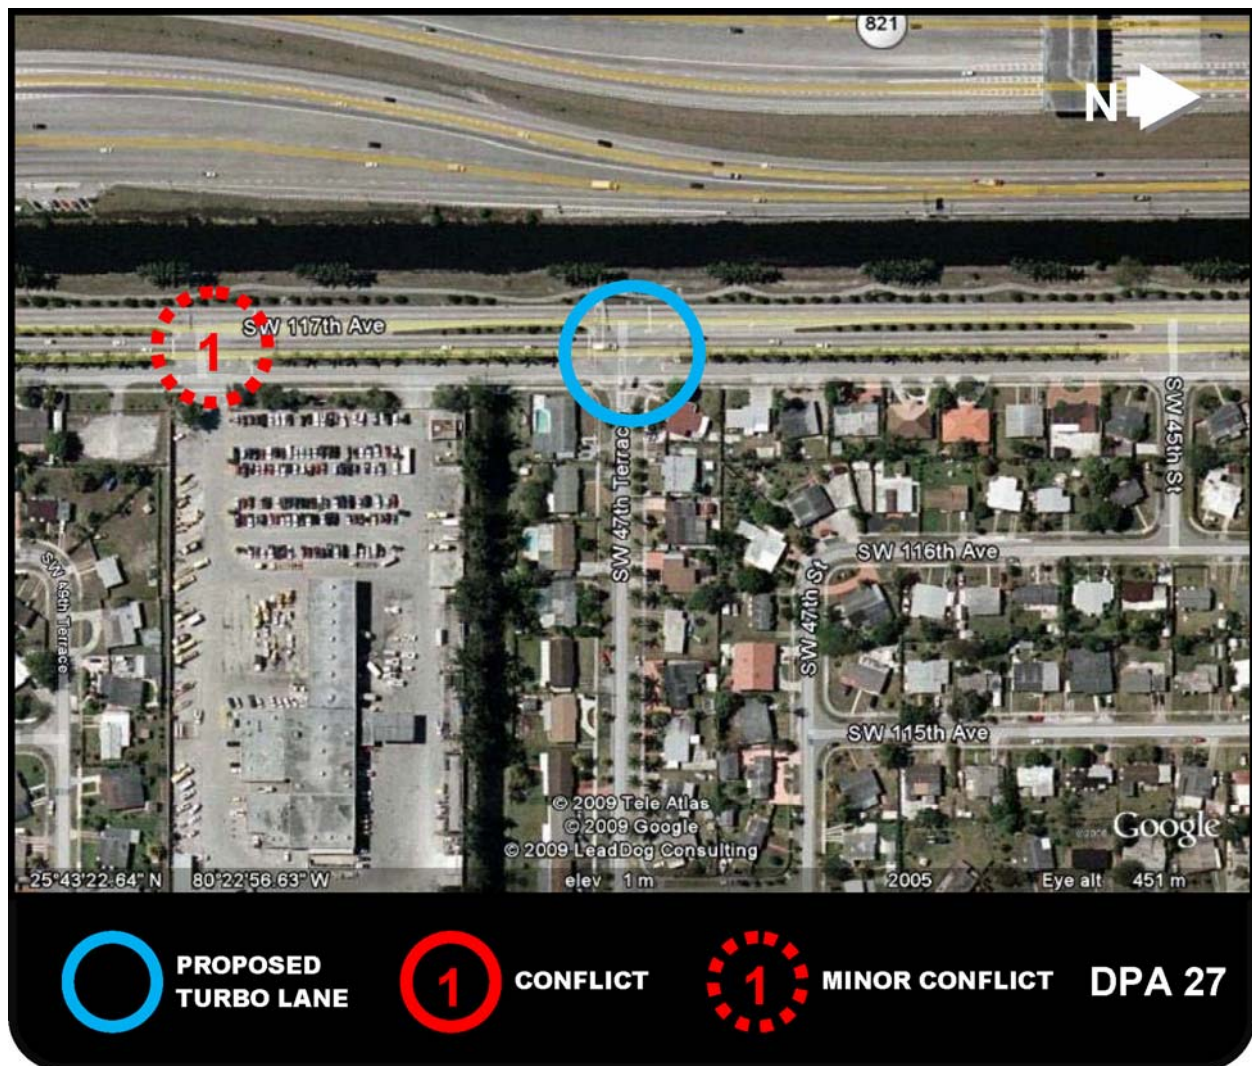 821
N
SW 117th Ave
1
SW 45th St
SW 47th Terrace
SW 116th Ave
SW 47th St
SW 49th Terrace
SW 115th Ave
© 2009 Tele Atlas
© 2009 Google
© 2009 LeadDog Consulting
Google
25°43'22.64" N 80°22'56.63" W elev 1 m 2005 Eye alt 451 m
PROPOSED
TURBO LANE
1 CONFLICT
1 MINOR CONFLICT
DPA 27